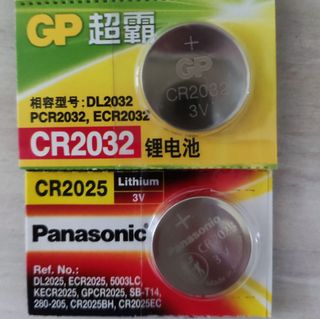 GP 超霸
相容型号: DL2032
PCR2032, ECR2032
CR2032 锂电池
+
GP
CR2032
3V
CR2025 Lithium
3V
Panasonic
Ref. No.:
DL2025, ECR2025, 5003LC,
KECR2025, GPCR2025, SB-T14,
280-205, CR2025BH, CR2025EC
+
Panasonic
3V